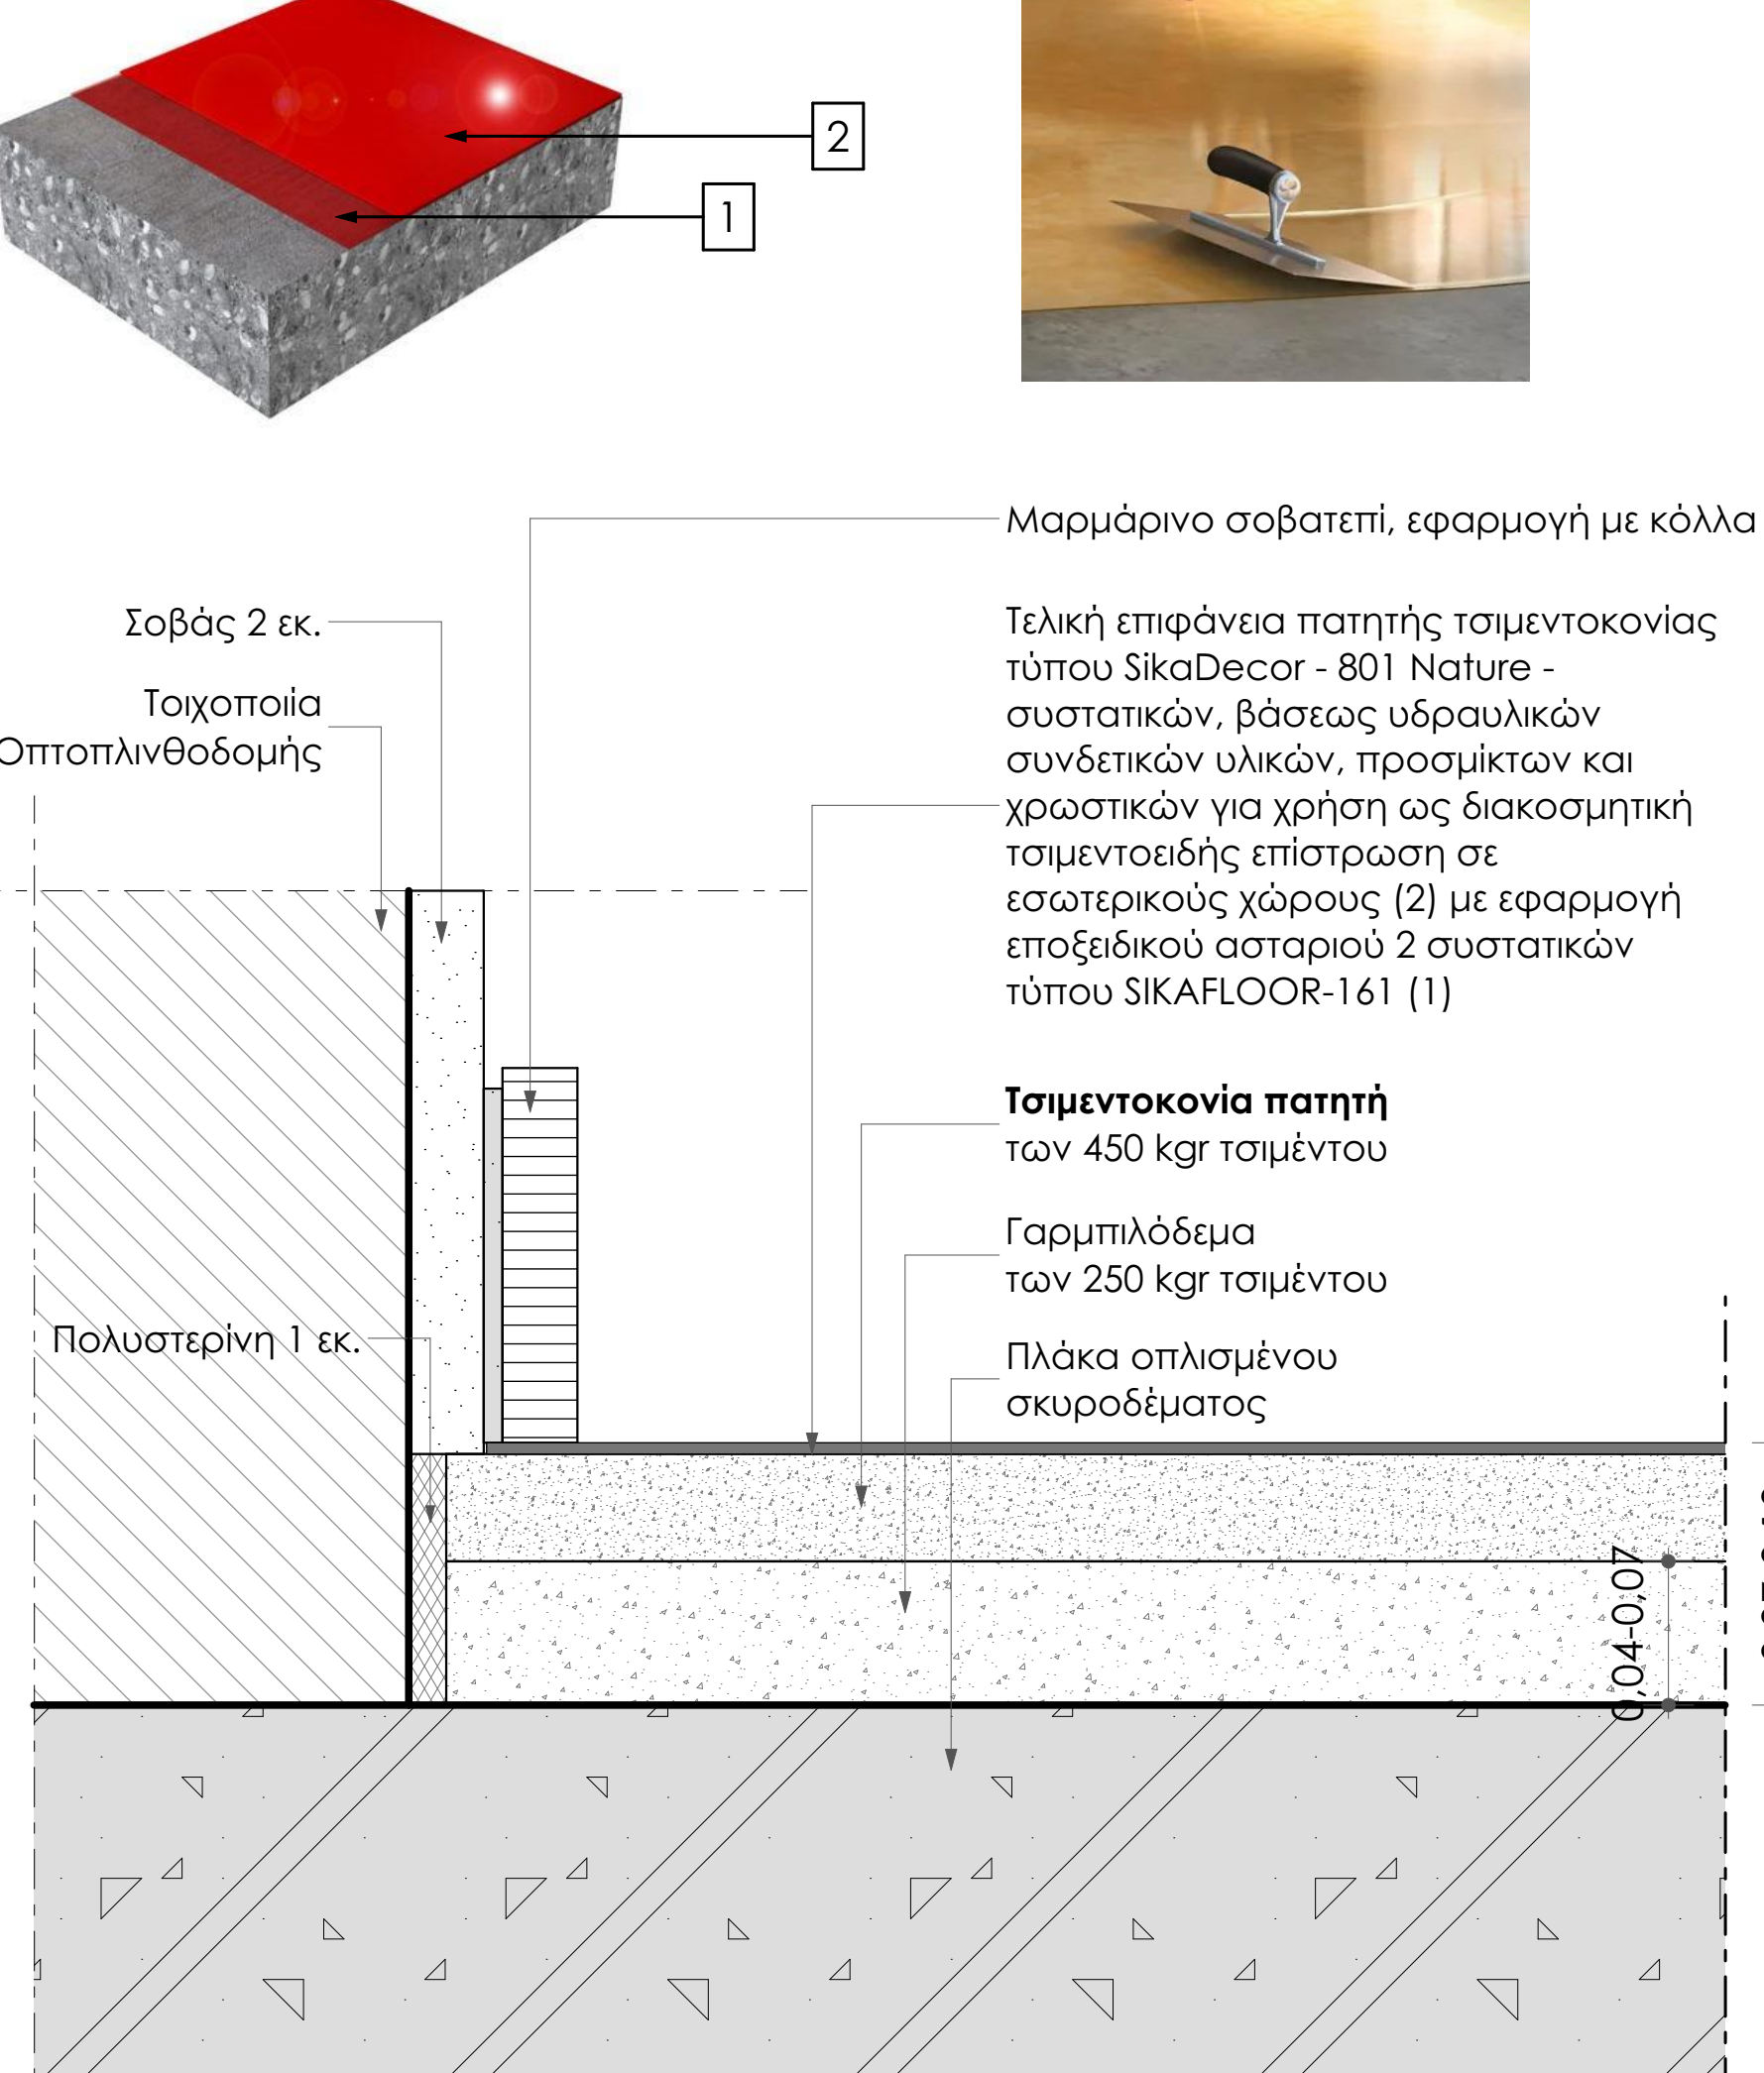 2
1
Μαρμάρινο σοβατεπί, εφαρμογή με κόλλα
Σοβάς 2 εκ.
Τοιχοποιία
Οπτοπλινθοδομής
Τελική επιφάνεια πατητής τσιμεντοκονίας
τύπου SikaDecor - 801 Nature -
συστατικών, βάσεως υδραυλικών
συνδετικών υλικών, προσμίκτων και
χρωστικών για χρήση ως διακοσμητική
τσιμεντοειδής επίστρωση σε
εσωτερικούς χώρους (2) με εφαρμογή
εποξειδικού ασταριού 2 συστατικών
τύπου SIKAFLOOR-161 (1)
Τσιμεντοκονία πατητή
των 450 kgr τσιμέντου
Γαρμπιλόδεμα
των 250 kgr τσιμέντου
Πολυστερίνη 1 εκ.
Πλάκα οπλισμένου
σκυροδέματος
0,04-0,07